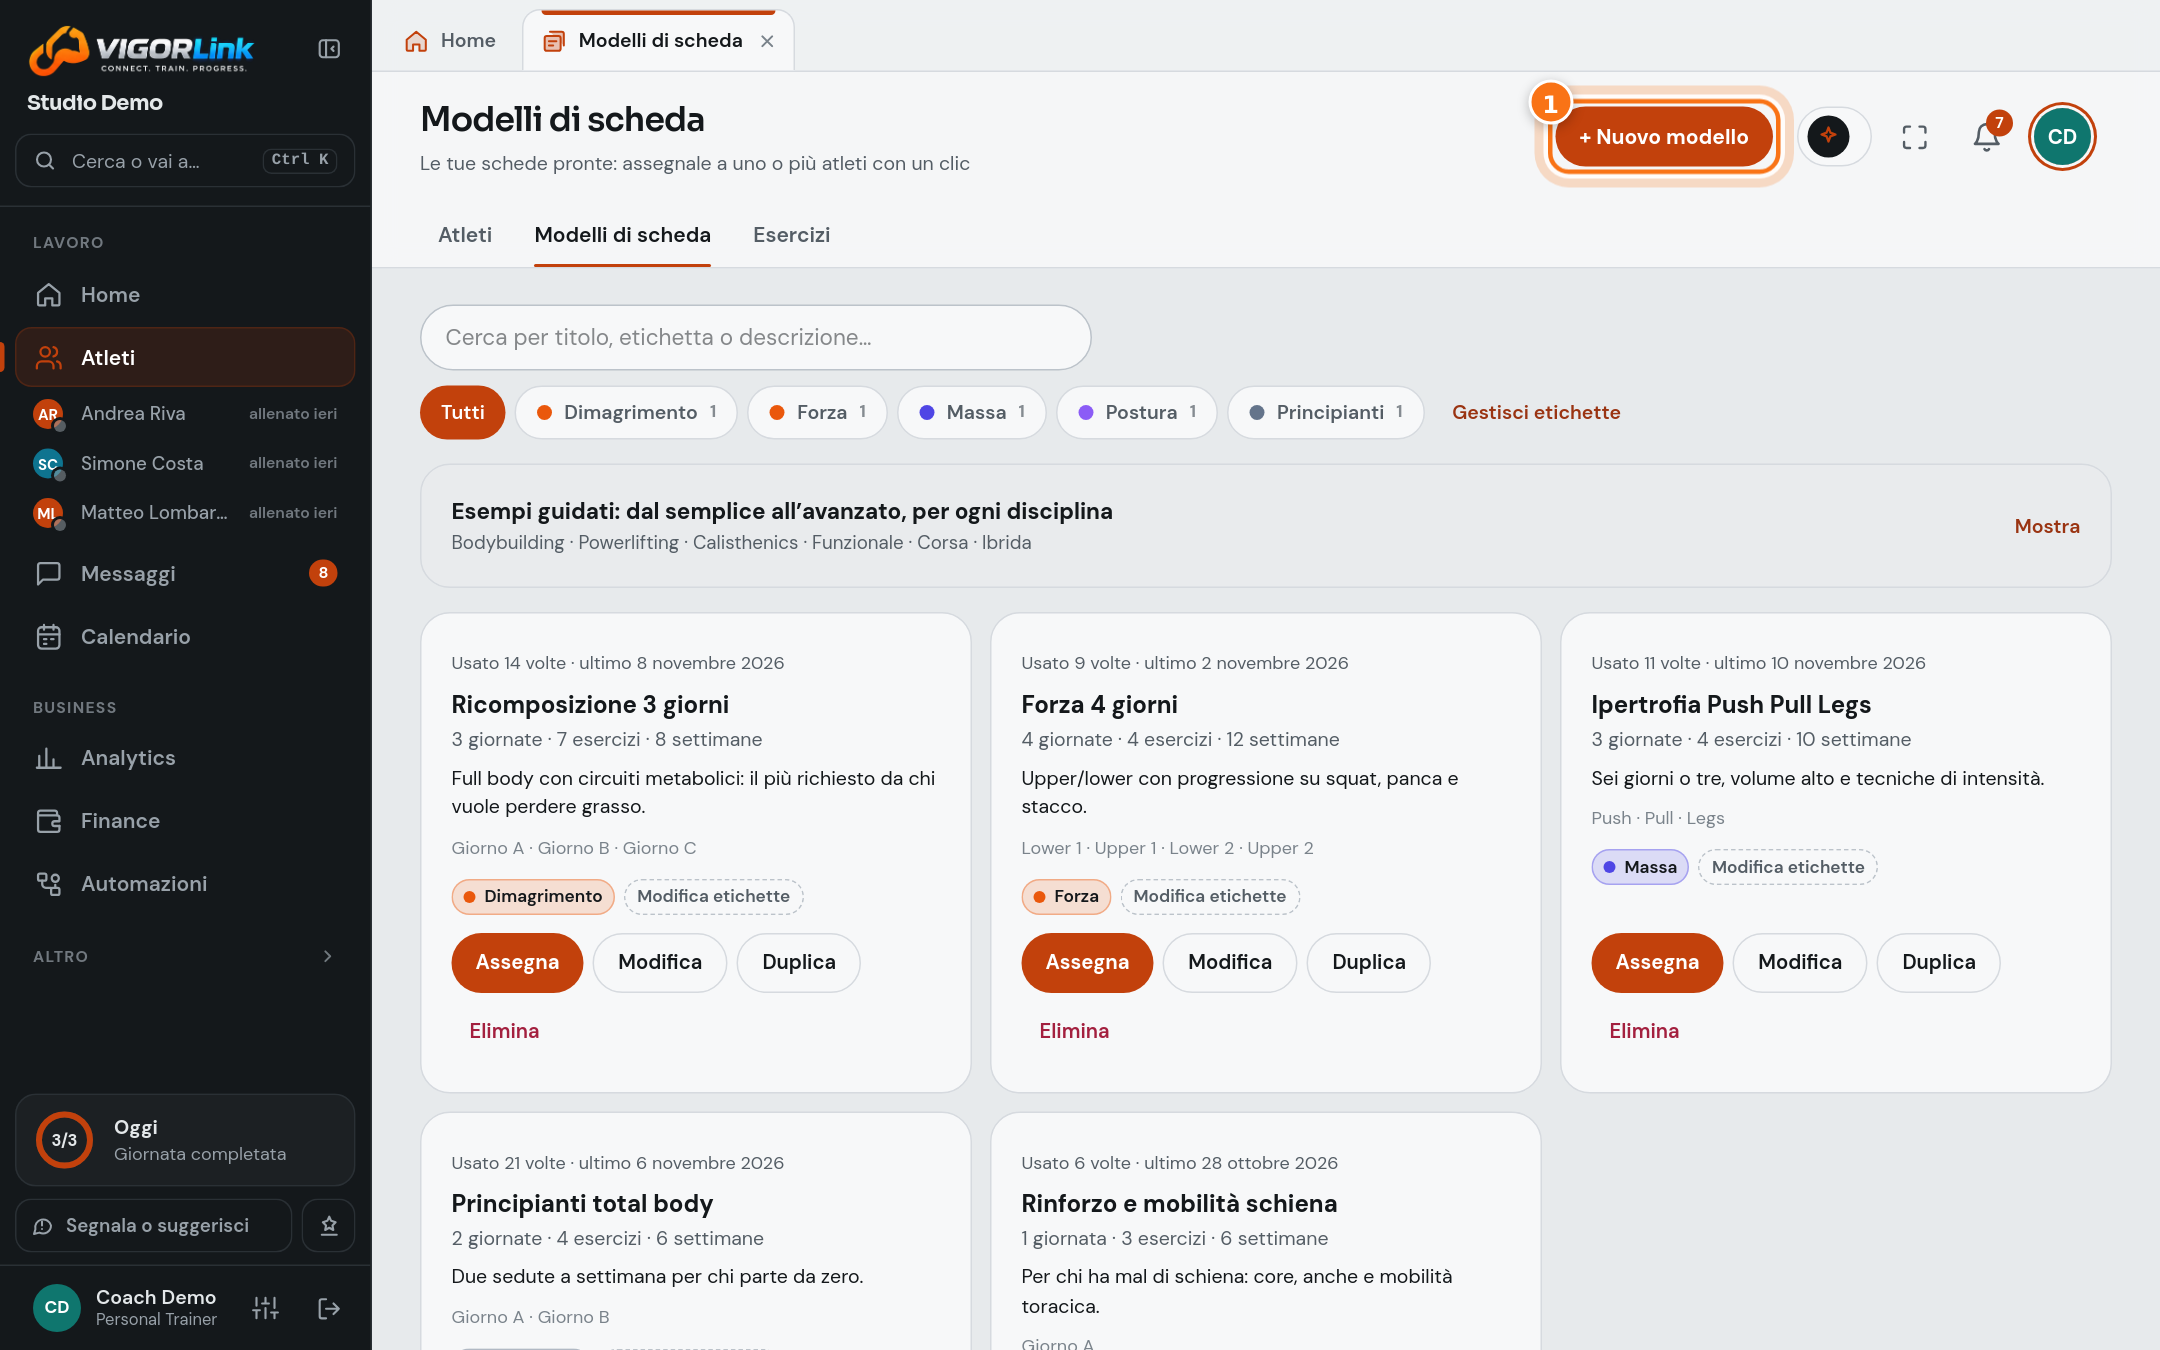 VIGORLink
CONNECT. TRAIN. PROGRESS.
Studio Demo
Cerca o vai a...
Ctrl K
LAVORO
Home
Atleti
AR Andrea Riva allenato ieri
SC Simone Costa allenato ieri
ML Matteo Lombar... allenato ieri
Messaggi 8
Calendario
BUSINESS
Analytics
Finance
Automazioni
ALTRO
3/3
Oggi
Giornata completata
Segnala o suggerisci
CD
Coach Demo
Personal Trainer
Home
Modelli di scheda
Modelli di scheda
Le tue schede pronte: assegnale a uno o più atleti con un clic
1
+ Nuovo modello
7
CD
Atleti
Modelli di scheda
Esercizi
Cerca per titolo, etichetta o descrizione...
Tutti
Dimagrimento 1
Forza 1
Massa 1
Postura 1
Principianti 1
Gestisci etichette
Esempi guidati: dal semplice all’avanzato, per ogni disciplina
Bodybuilding · Powerlifting · Calisthenics · Funzionale · Corsa · Ibrida
Mostra
Usato 14 volte · ultimo 8 novembre 2026
Ricomposizione 3 giorni
3 giornate · 7 esercizi · 8 settimane
Full body con circuiti metabolici: il più richiesto da chi
vuole perdere grasso.
Giorno A · Giorno B · Giorno C
Dimagrimento
Modifica etichette
Assegna
Modifica
Duplica
Elimina
Usato 9 volte · ultimo 2 novembre 2026
Forza 4 giorni
4 giornate · 4 esercizi · 12 settimane
Upper/lower con progressione su squat, panca e
stacco.
Lower 1 · Upper 1 · Lower 2 · Upper 2
Forza
Modifica etichette
Assegna
Modifica
Duplica
Elimina
Usato 11 volte · ultimo 10 novembre 2026
Ipertrofia Push Pull Legs
3 giornate · 4 esercizi · 10 settimane
Sei giorni o tre, volume alto e tecniche di intensità.
Push · Pull · Legs
Massa
Modifica etichette
Assegna
Modifica
Duplica
Elimina
Usato 21 volte · ultimo 6 novembre 2026
Principianti total body
2 giornate · 4 esercizi · 6 settimane
Due sedute a settimana per chi parte da zero.
Giorno A · Giorno B
Usato 6 volte · ultimo 28 ottobre 2026
Rinforzo e mobilità schiena
1 giornata · 3 esercizi · 6 settimane
Per chi ha mal di schiena: core, anche e mobilità
toracica.
Giorno A